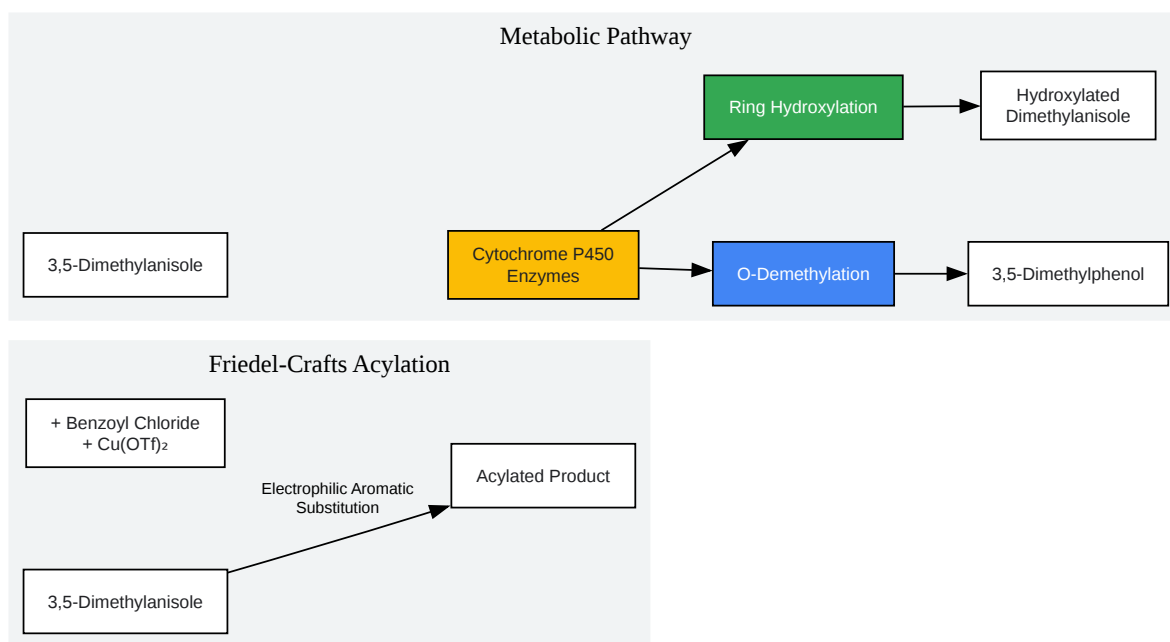 Metabolic Pathway
Ring Hydroxylation
Hydroxylated
Dimethylanisole
3,5-Dimethylanisole
Cytochrome P450
Enzymes
O-Demethylation
3,5-Dimethylphenol
Friedel-Crafts Acylation
+ Benzoyl Chloride
+ Cu(OTf)₂
Electrophilic Aromatic
Substitution
Acylated Product
3,5-Dimethylanisole